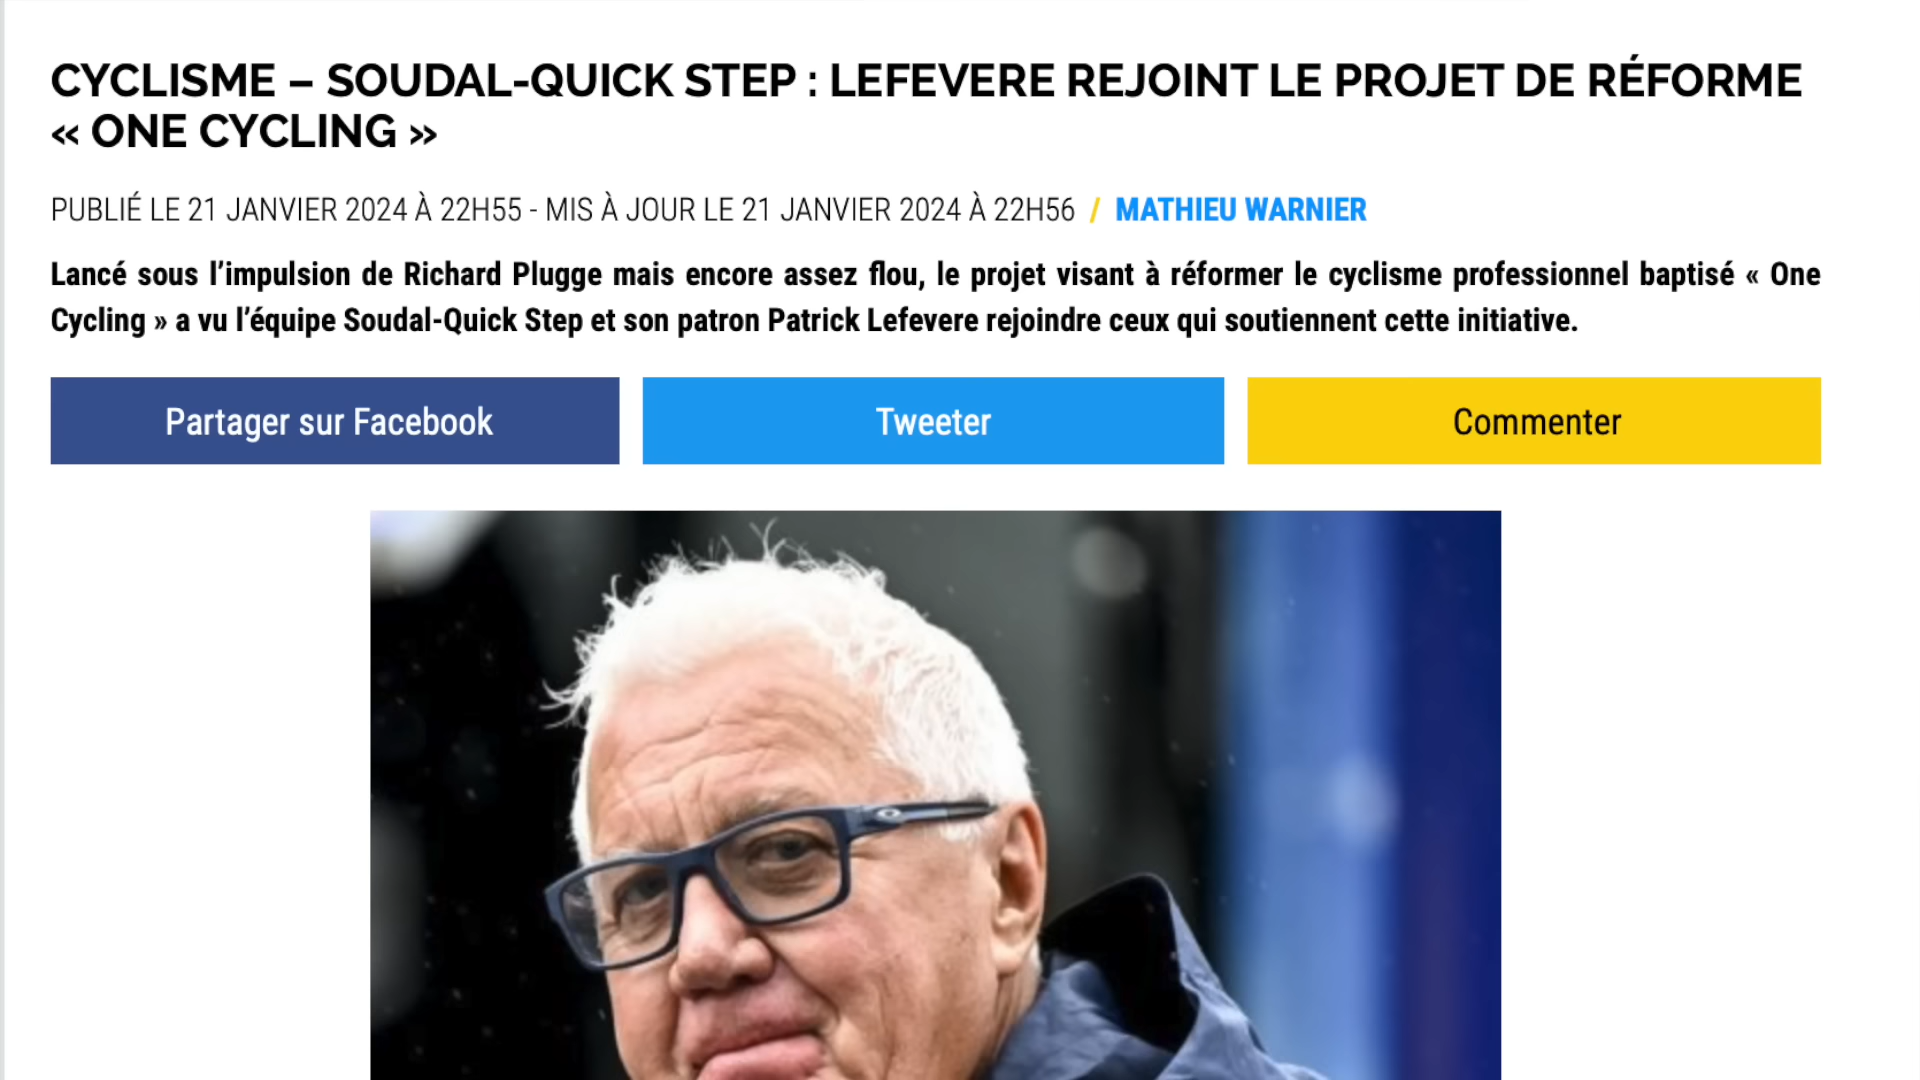 CYCLISME – SOUDAL-QUICK STEP : LEFEVERE REJOINT LE PROJET DE RÉFORME
« ONE CYCLING »
PUBLIÉ LE 21 JANVIER 2024 À 22H55 - MIS À JOUR LE 21 JANVIER 2024 À 22H56 / MATHIEU WARNIER
Lancé sous l’impulsion de Richard Plugge mais encore assez flou, le projet visant à réformer le cyclisme professionnel baptisé « One
Cycling » a vu l’équipe Soudal-Quick Step et son patron Patrick Lefevere rejoindre ceux qui soutiennent cette initiative.
Partager sur Facebook
Tweeter
Commenter